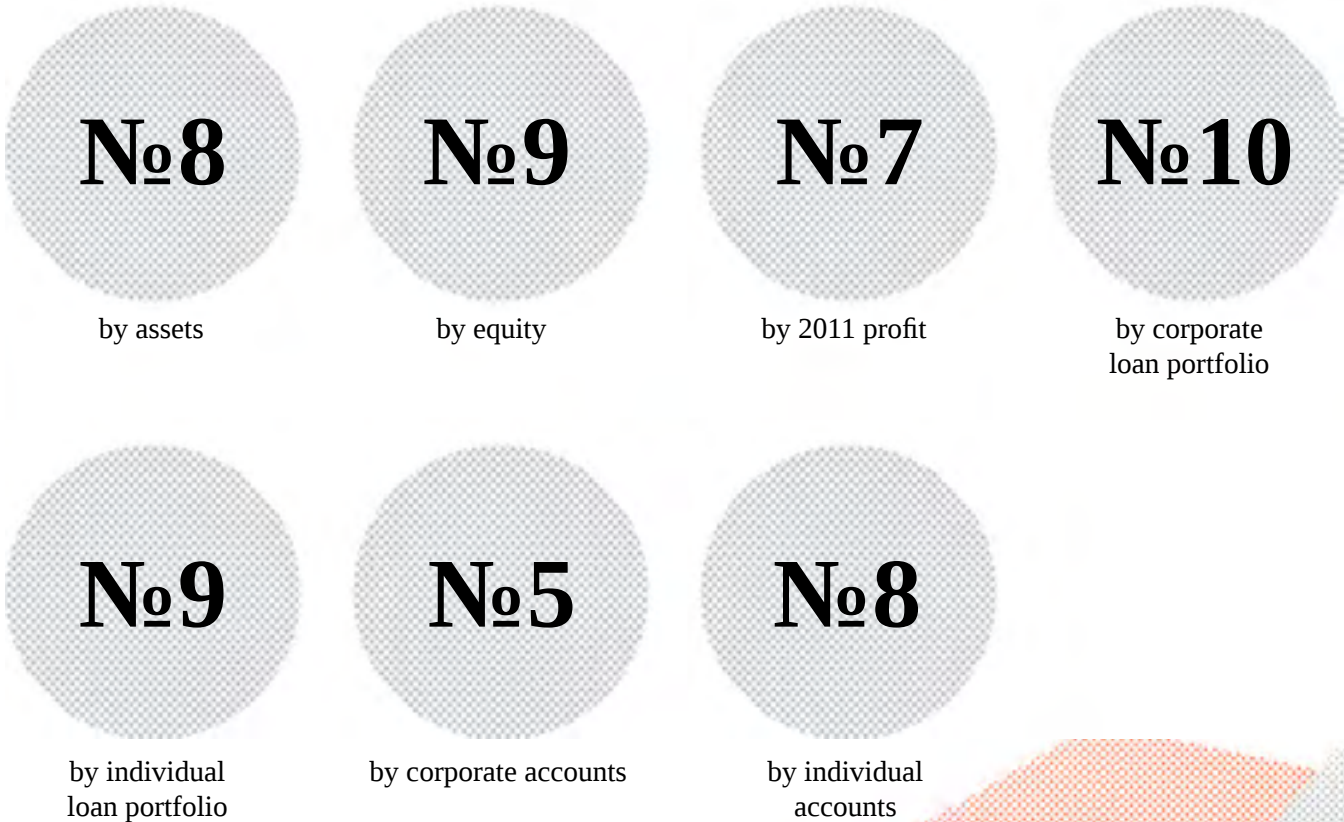 №8
by assets
№9
by equity
№7
by 2011 profit
№10
by corporate
loan portfolio
№9
by individual
loan portfolio
№5
by corporate accounts
№8
by individual
accounts